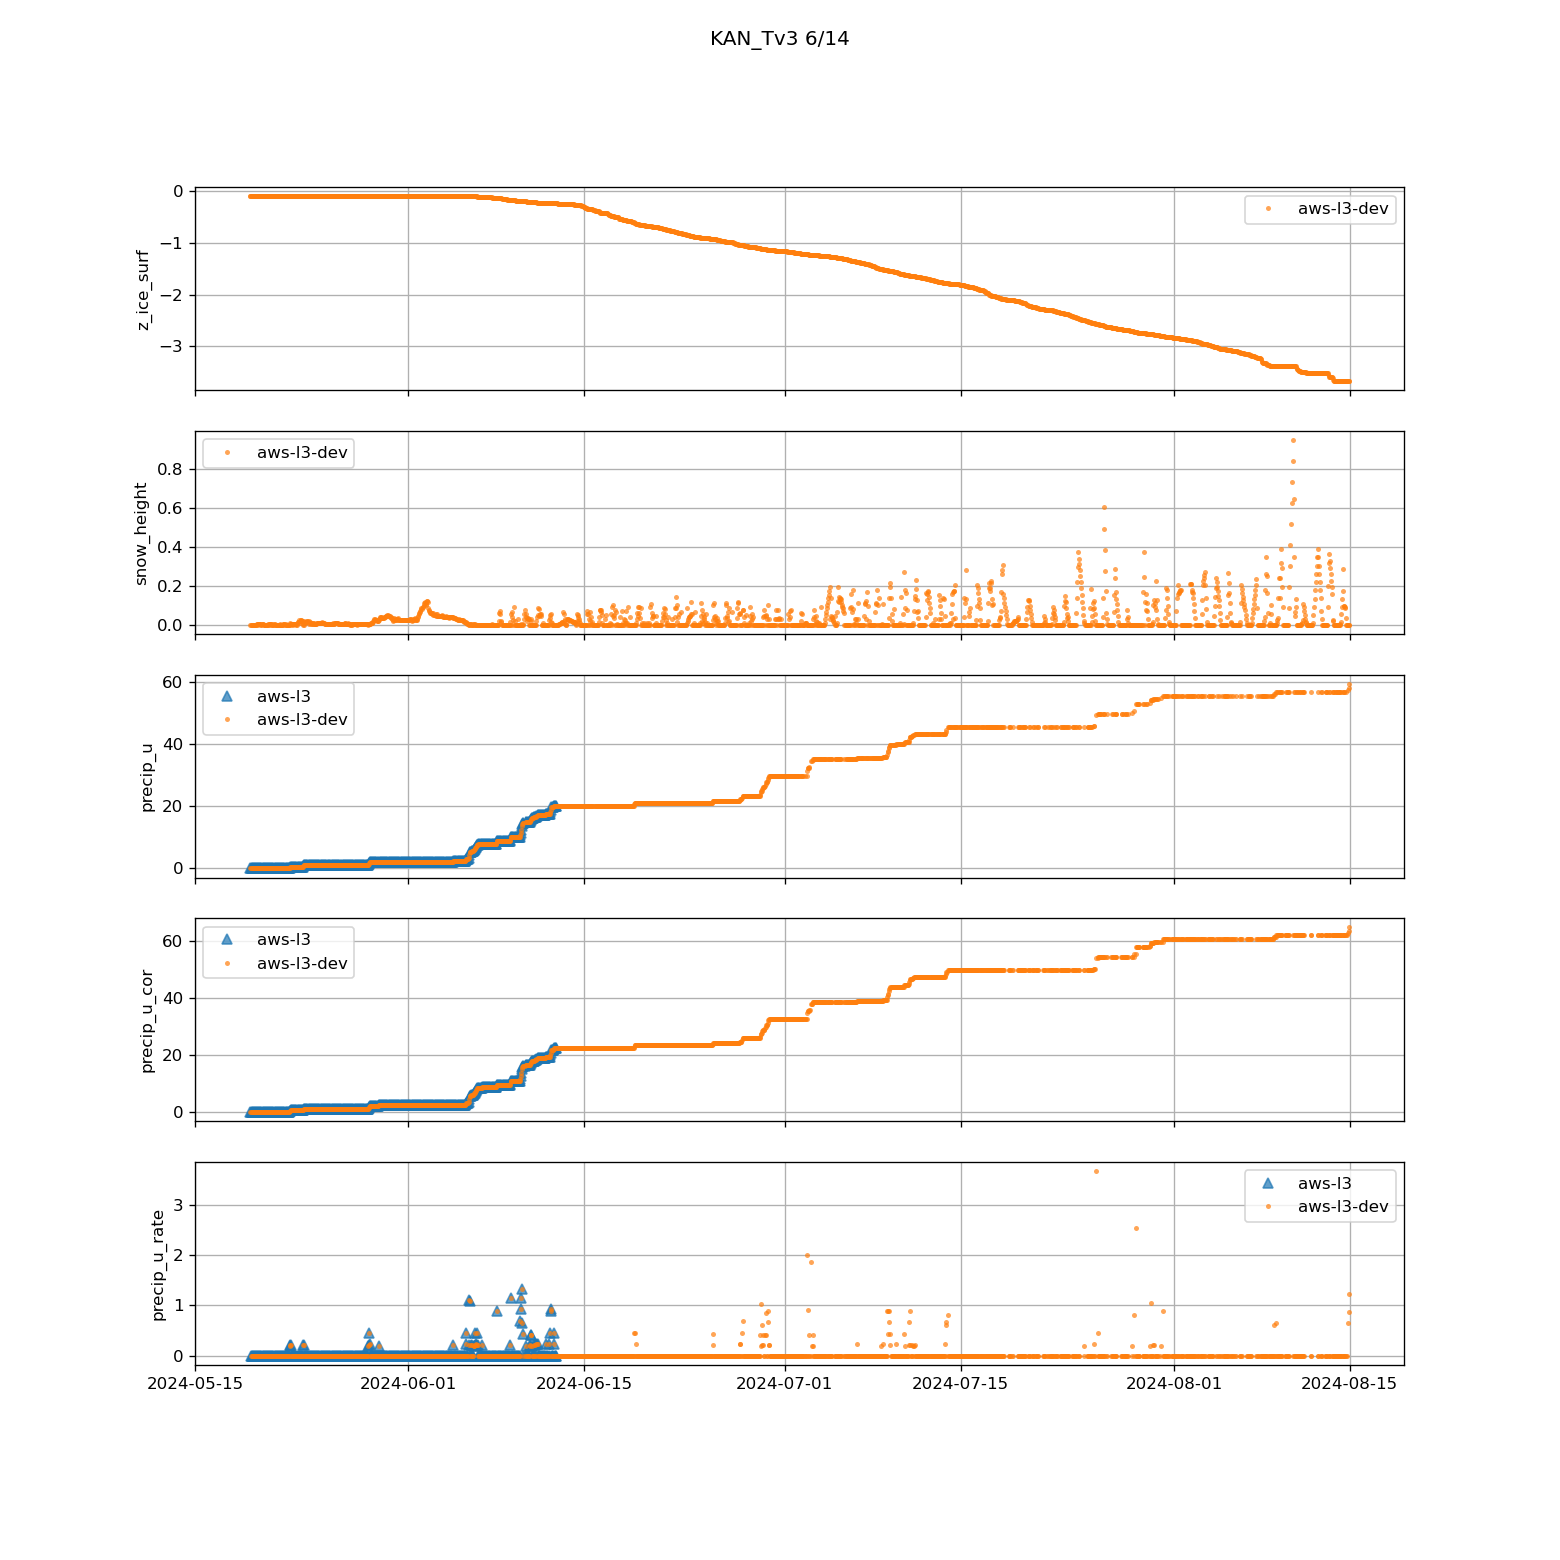 KAN_Tv3 6/14
0
−1
−2
−3
z_ice_surf
aws-l3-dev
0.8
0.6
0.4
0.2
0.0
snow_height
aws-l3-dev
60
40
20
0
precip_u
aws-l3
aws-l3-dev
60
40
20
0
precip_u_cor
aws-l3
aws-l3-dev
3
2
1
0
precip_u_rate
aws-l3
aws-l3-dev
2024-05-15 2024-06-01 2024-06-15 2024-07-01 2024-07-15 2024-08-01 2024-08-15